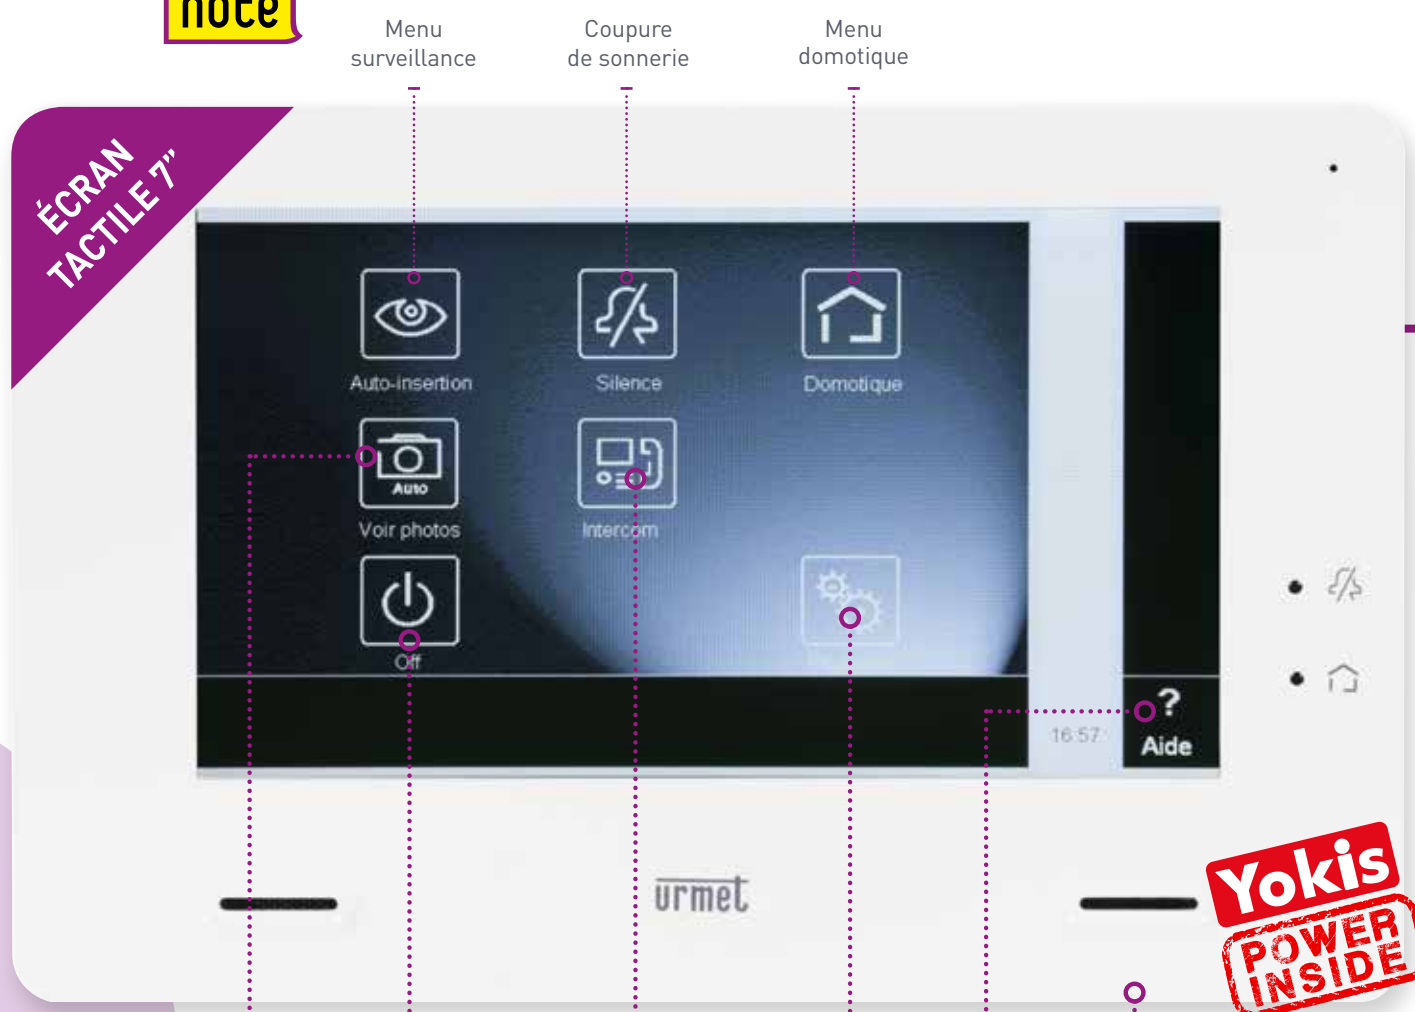 note
Menu
surveillance
Coupure
de sonnerie
Menu
domotique
ÉCRAN
TACTILE 7”
Auto-insertion
Silence
Domotique
Auto
Voir photos
Intercom
Off
16:57
?
Aide
urmet
Yokis
POWER
INSIDE